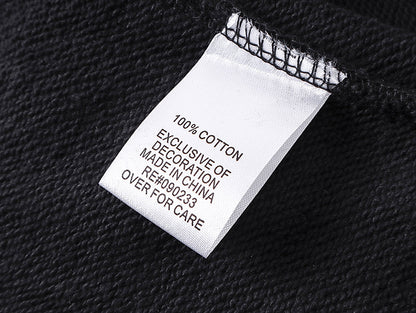 100% COTTON
EXCLUSIVE OF
DECORATION
MADE IN CHINA
RE#090233
OVER FOR CARE